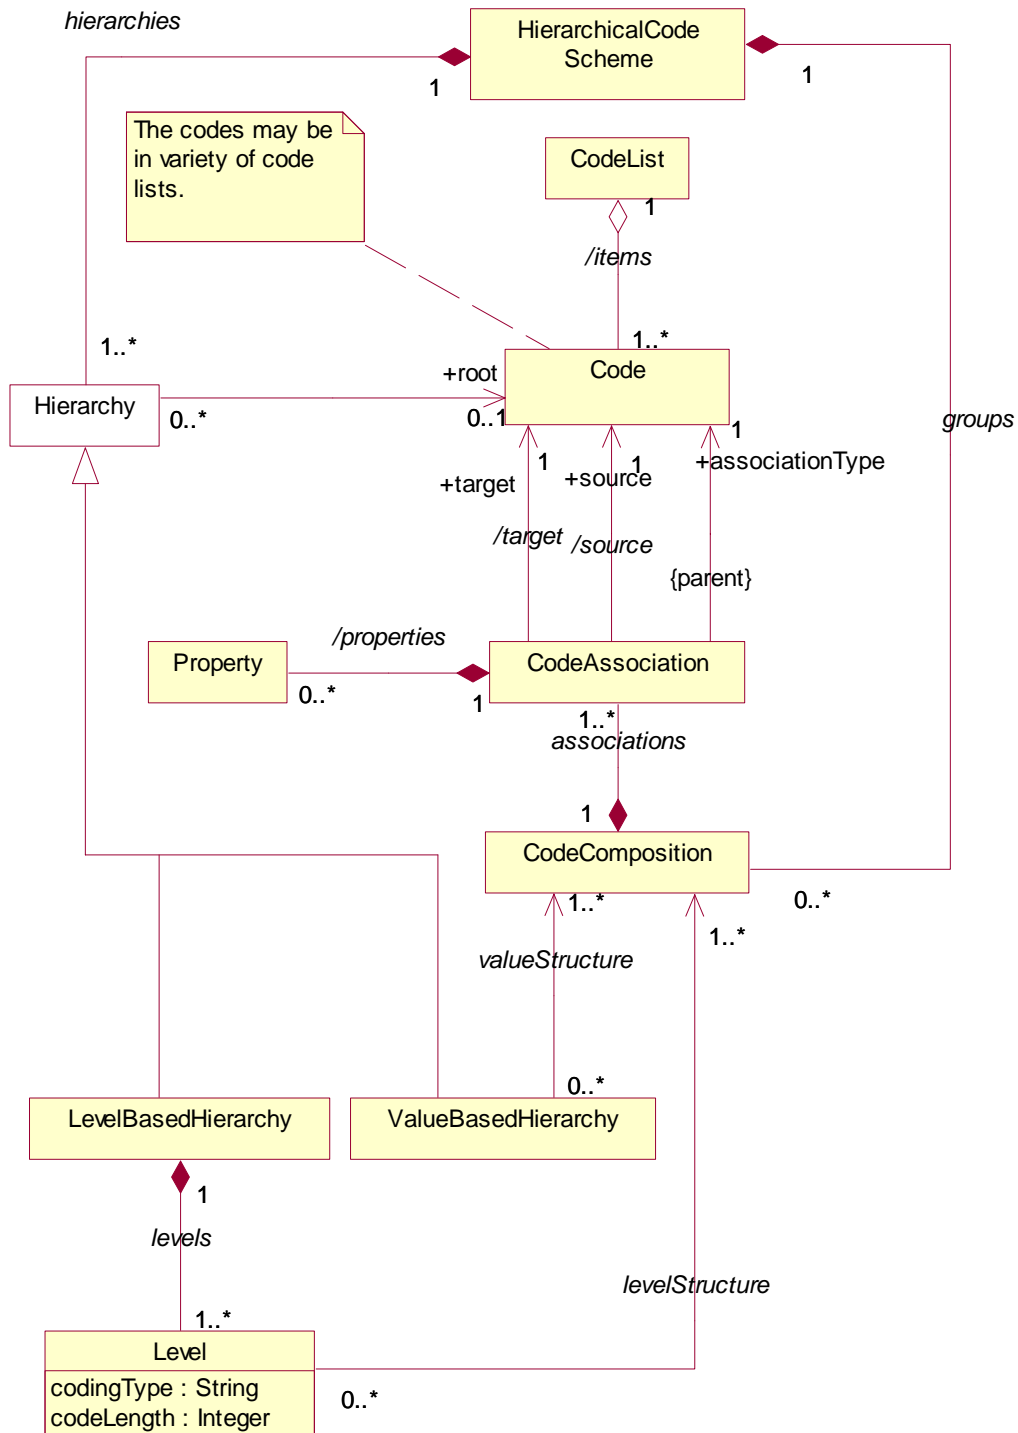 hierarchies
HierarchicalCode
Scheme
1
1
The codes may be
in variety of code
lists.
CodeList
1
/items
1..*
1..*
Hierarchy
0..*
+root
0..1
Code
groups
1
+associationType
1
+source
1
+target
/target
/source
{parent}
/properties
Property
0..*
1
CodeAssociation
1..*
associations
1
CodeComposition
0..*
1..*
1..*
valueStructure
0..*
LevelBasedHierarchy
ValueBasedHierarchy
1
levels
levelStructure
1..*
Level
codingType : String
codeLength : Integer
0..*